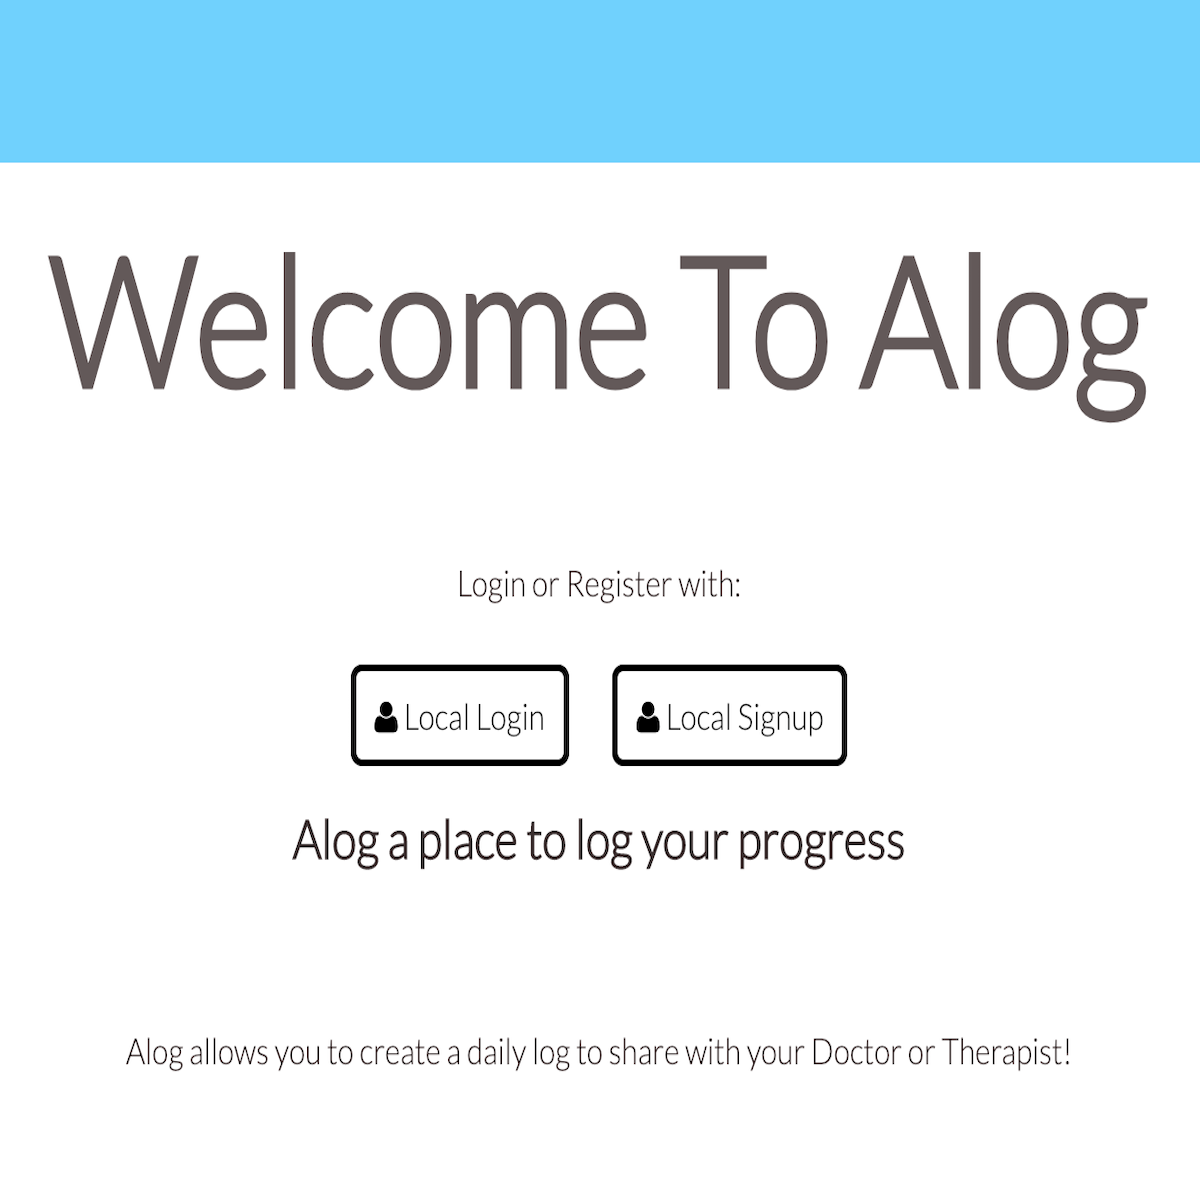 Welcome To Alog
Login or Register with:
Local Login
Local Signup
Alog a place to log your progress
Alog allows you to create a daily log to share with your Doctor or Therapist!